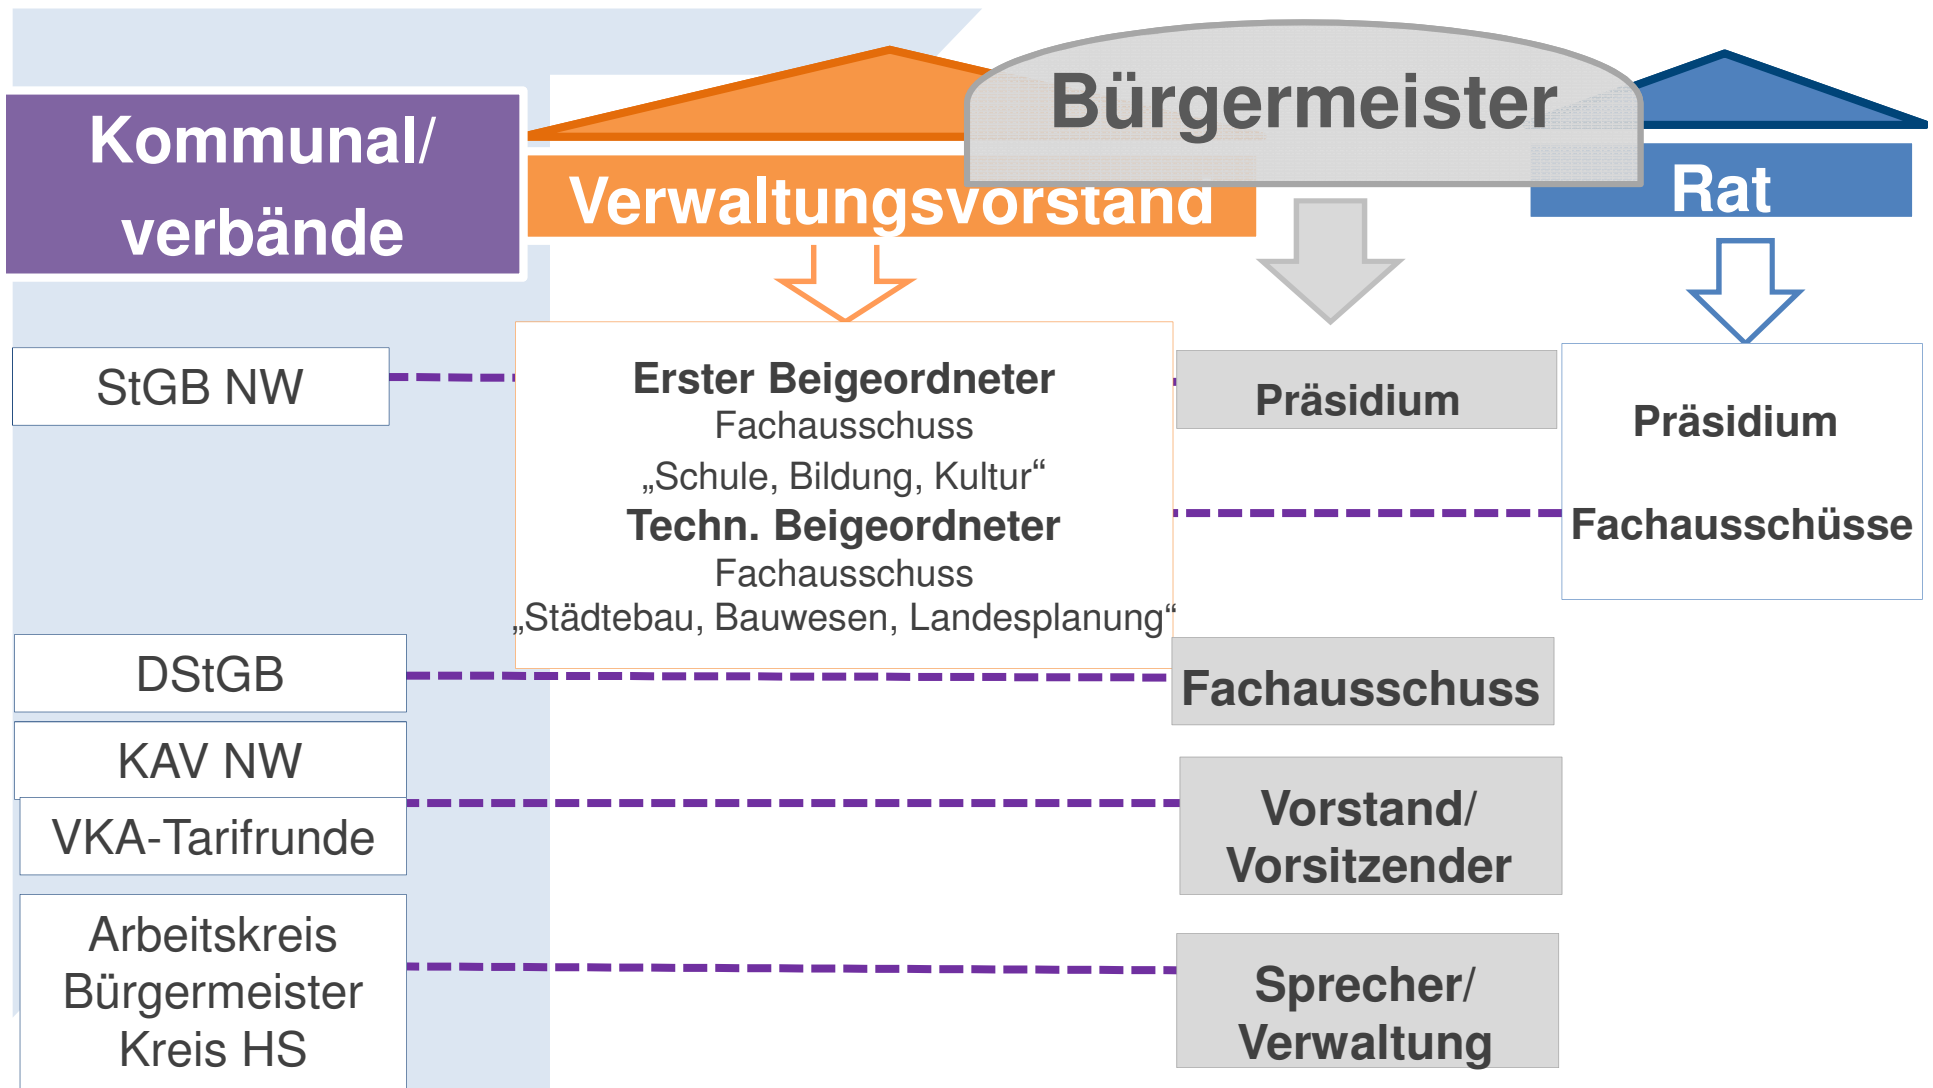 Bürgermeister
Kommunal/
verbände
Verwaltungsvorstand
Rat
StGB NW
Erster Beigeordneter
Fachausschuss
„Schule, Bildung, Kultur“
Techn. Beigeordneter
Fachausschuss
„Städtebau, Bauwesen, Landesplanung“
Präsidium
Präsidium
Fachausschüsse
DStGB
Fachausschuss
KAV NW
VKA-Tarifrunde
Vorstand/
Vorsitzender
Arbeitskreis
Bürgermeister
Kreis HS
Sprecher/
Verwaltung